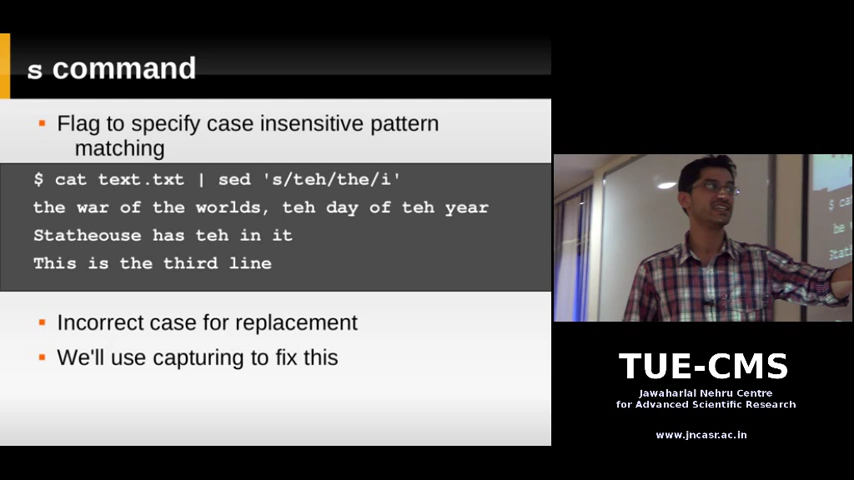 s command
Flag to specify case insensitive pattern
matching
$ cat text.txt | sed 's/teh/the/i'
the war of the worlds, teh day of teh year
Statheouse has teh in it
This is the third line
Incorrect case for replacement
We'll use capturing to fix this
$ ca
TUE-CMS
Jawaharlal Nehru Centre
for Advanced Scientific Research
www.jncasr.ac.in